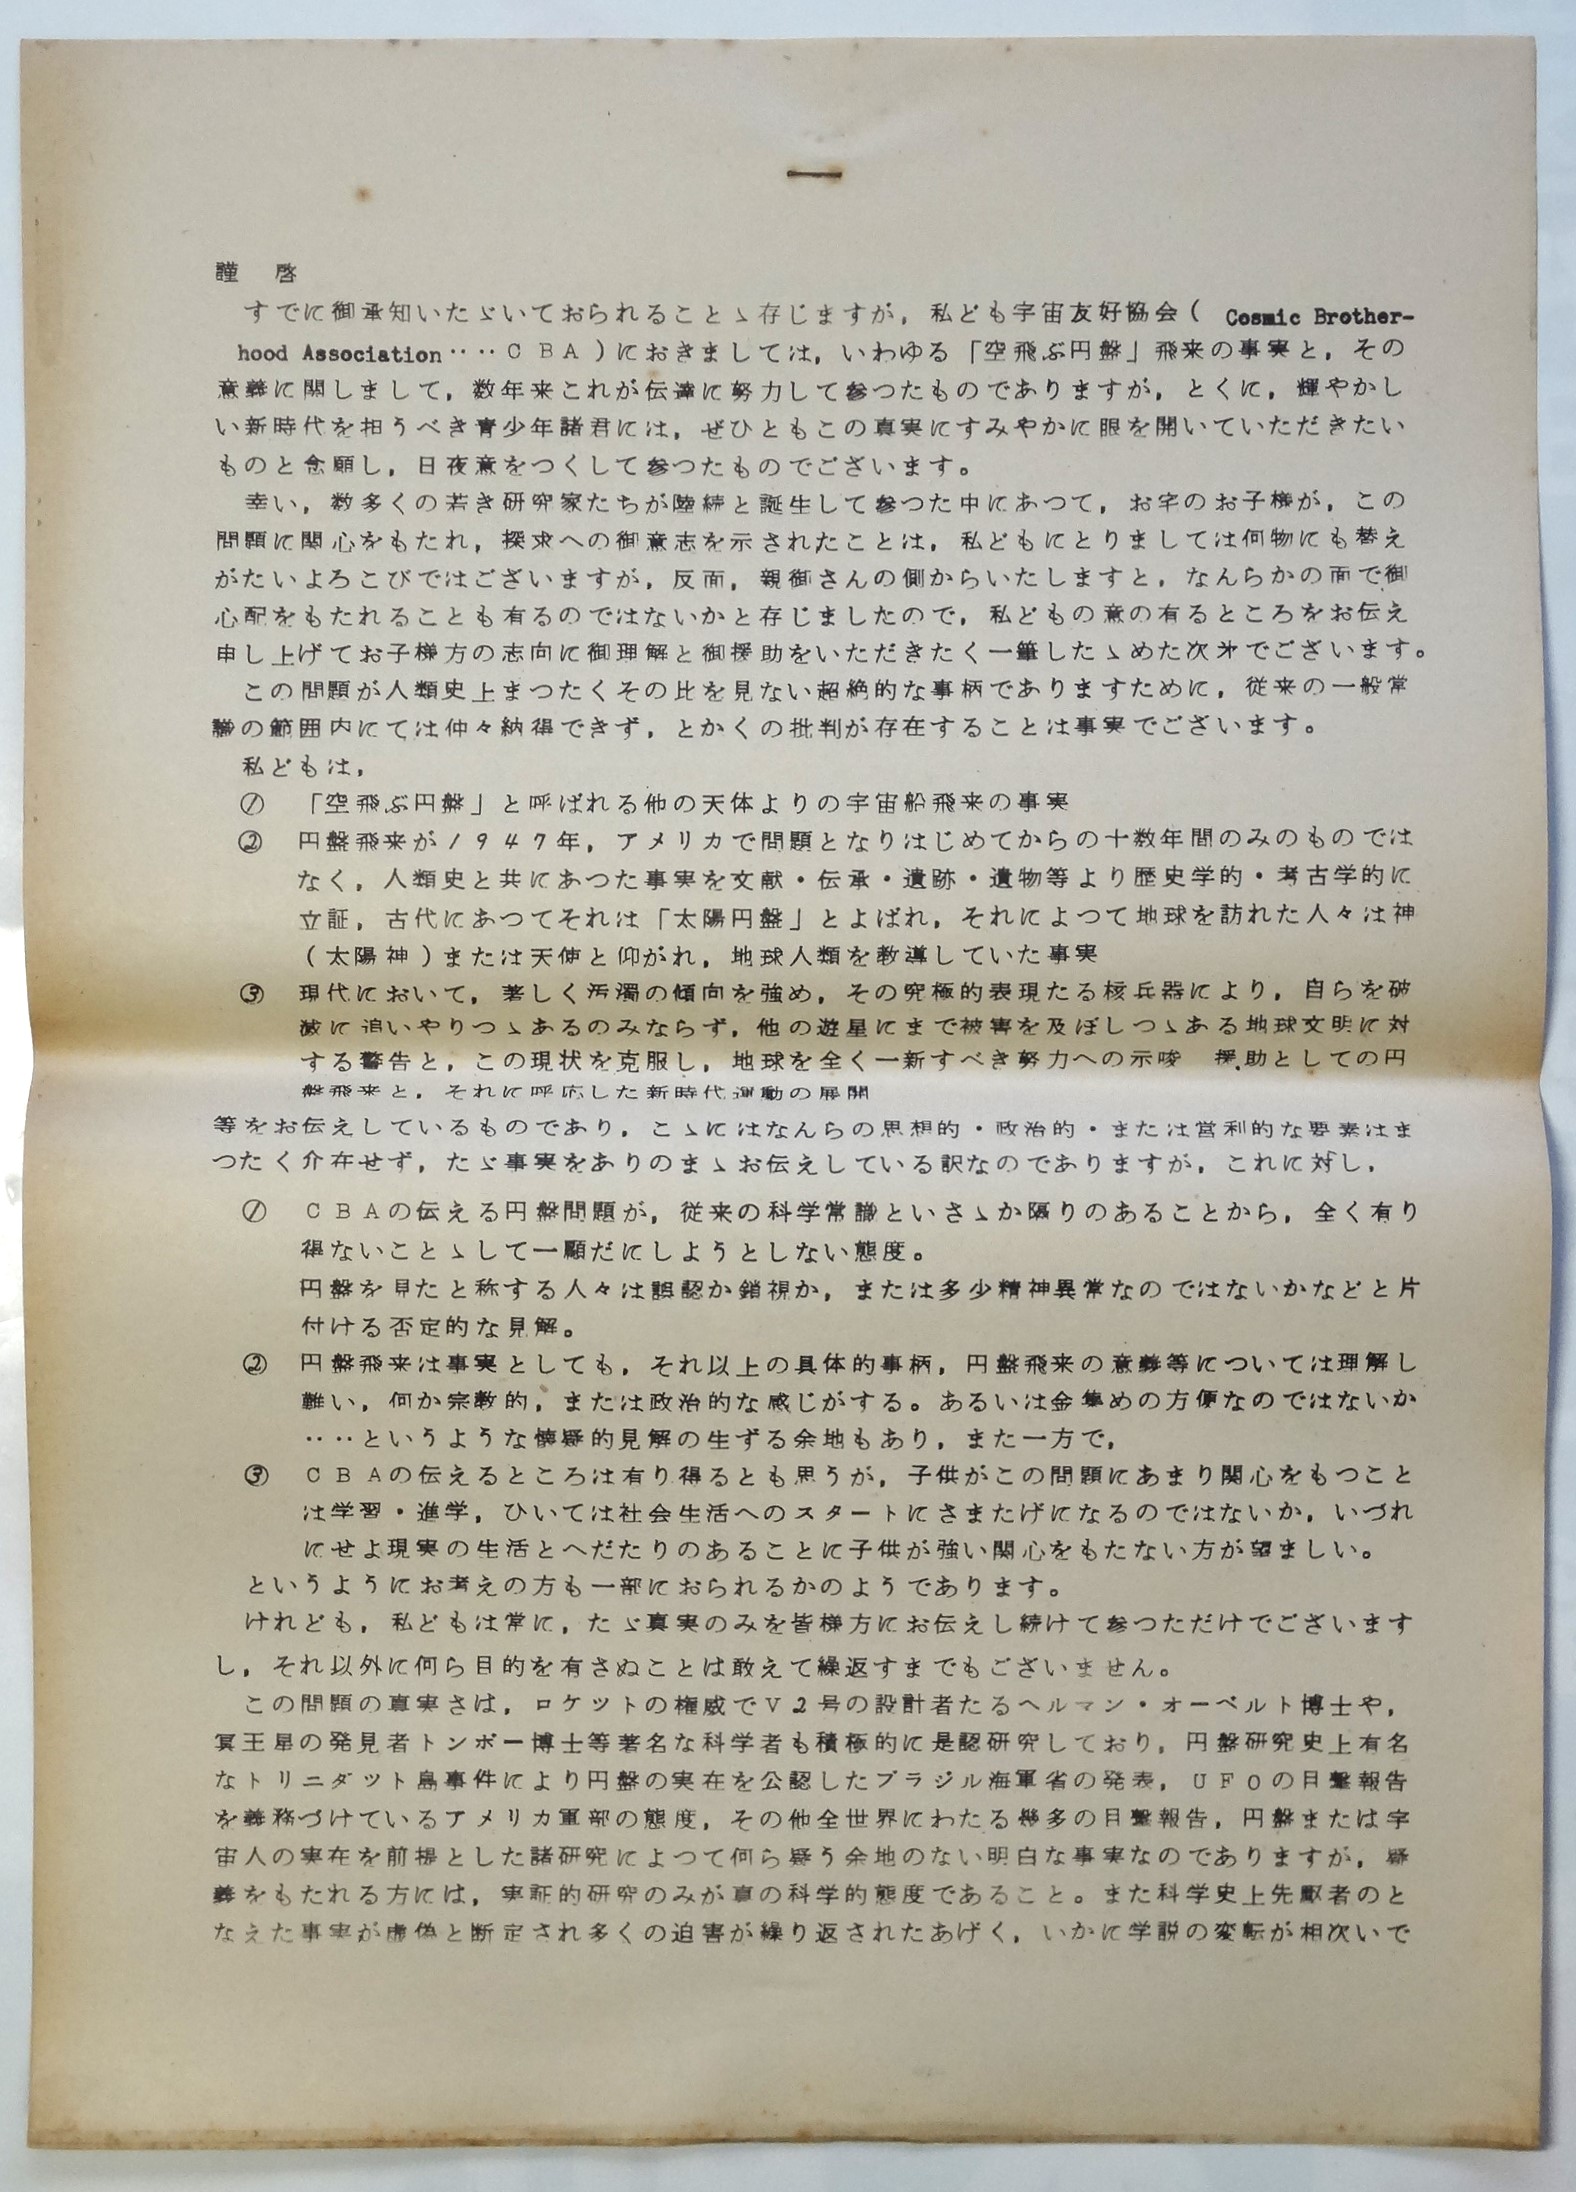 謹　啓
すでに御承知いたゞいておられることゝ存じますが，私ども宇宙友好協会（ Cosmic Brother-
hood Association‥‥ＣＢＡ）におきましては，いわゆる「空飛ぶ円盤」飛来の事実と，その
意義に関しまして，数年来これが伝達に努力して参つたものでありますが，とくに，輝やかし
い新時代を担うべき青少年諸君には，ぜひともこの真実にすみやかに眼を開いていただきたい
ものと念願し，日夜意をつくして参つたものでございます。
幸い，数多くの若き研究家たちが陸続と誕生して参つた中にあつて，お宅のお子様が，この
問題に関心をもたれ，探求への御意志を示されたことは，私どもにとりましては何物にも替え
がたいよろこびではございますが，反面，親御さんの側からいたしますと，なんらかの面で御
心配をもたれることも有るのではないかと存じましたので，私どもの意の有るところをお伝え
申し上げてお子様方の志向に御理解と御援助をいただきたく一筆したゝめた次才でございます。
この問題が人類史上まつたくその比を見ない超絶的な事柄でありますために，従来の一般常
識の範囲内にては仲々納得できず，とかくの批判が存在することは事実でございます。
私どもは，
①　「空飛ぶ円盤」と呼ばれる他の天体よりの宇宙船飛来の事実
②　円盤飛来が１９４７年，アメリカで問題となりはじめてからの十数年間のみのものでは
なく，人類史と共にあつた事実を文献・伝承・遺跡・遺物等より歴史学的・考古学的に
立証，古代にあつてそれは「太陽円盤」とよばれ，それによつて地球を訪れた人々は神
（太陽神）または天使と仰がれ，地球人類を教導していた事実
③　現代において，著しく汚濁の傾向を強め，その究極的表現たる核兵器により，自らを破
滅に追いやりつゝあるのみならず，他の遊星にまで被害を及ぼしつゝある地球文明に対
する警告と，この現状を克服し，地球を全く一新すべき努力への示唆　援助としての円
盤飛来と，それに呼応した新時代運動の展開
等をお伝えしているものであり，こゝにはなんらの思想的・政治的・または営利的な要素はま
つたく介在せず，たゞ事実をありのまゝお伝えしている訳なのでありますが，これに対し，
①　ＣＢＡの伝える円盤問題が，従来の科学常識といさゝか隔りのあることから，全く有り
得ないことゝして一顧だにしようとしない態度。
円盤を見たと称する人々は誤認か錯視か，または多少精神異常なのではないかなどと片
付ける否定的な見解。
②　円盤飛来は事実としても，それ以上の具体的事柄，円盤飛来の意義等については理解し
難い，何か宗教的，または政治的な感じがする。あるいは金集めの方便なのではないか
‥‥というような懐疑的見解の生ずる余地もあり，また一方で，
③　ＣＢＡの伝えるところは有り得るとも思うが，子供がこの問題にあまり関心をもつこと
は学習・進学，ひいては社会生活へのスタートにさまたげになるのではないか，いづれ
にせよ現実の生活とへだたりのあることに子供が強い関心をもたない方が望ましい。
というようにお考えの方も一部におられるかのようであります。
けれども，私どもは常に，たゞ真実のみを皆様方にお伝えし続けて参つただけでございます
し，それ以外に何ら目的を有さぬことは敢えて繰返すまでもございません。
この問題の真実さは，ロケットの権威でＶ２号の設計者たるヘルマン・オーベルト博士や，
冥王星の発見者トンボー博士等著名な科学者も積極的に是認研究しており，円盤研究史上有名
なトリニダット島事件により円盤の実在を公認したブラジル海軍省の発表，ＵＦＯの目撃報告
を義務づけているアメリカ軍部の態度，その他全世界にわたる幾多の目撃報告，円盤または宇
宙人の実在を前提とした諸研究によつて何ら疑う余地のない明白な事実なのでありますが，疑
義をもたれる方には，実証的研究のみが真の科学的態度であること。また科学史上先駆者のと
なえた事実が虚偽と断定され多くの迫害が繰り返されたあげく，いかに学説の変転が相次いで